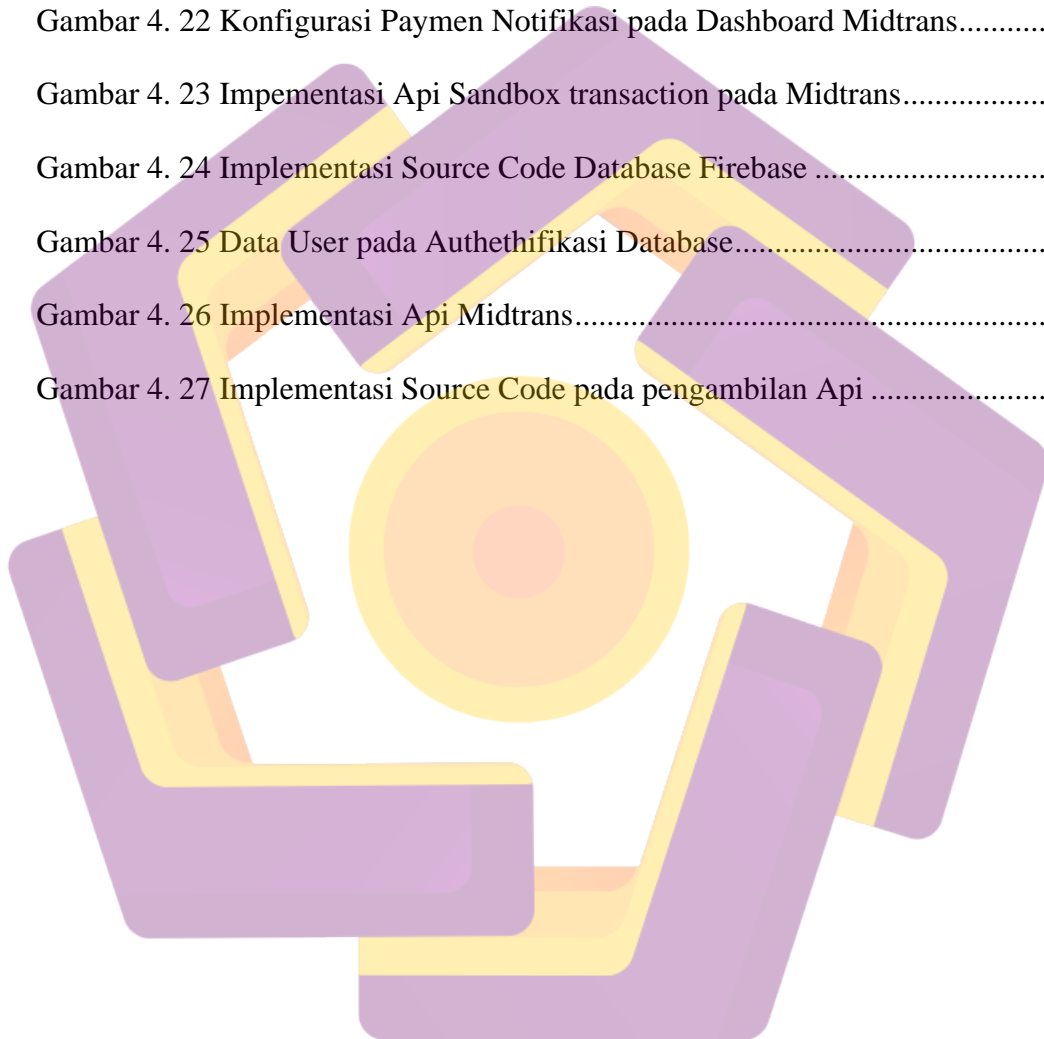 Gambar 4. 22 Konfigurasi Paymen Notifikasi pada Dashboard Midtrans...........
Gambar 4. 23 Impementasi Api Sandbox transaction pada Midtrans..................
Gambar 4. 24 Implementasi Source Code Database Firebase .............................
Gambar 4. 25 Data User pada Authethifikasi Database.......................................
Gambar 4. 26 Implementasi Api Midtrans...........................................................
Gambar 4. 27 Implementasi Source Code pada pengambilan Api ......................